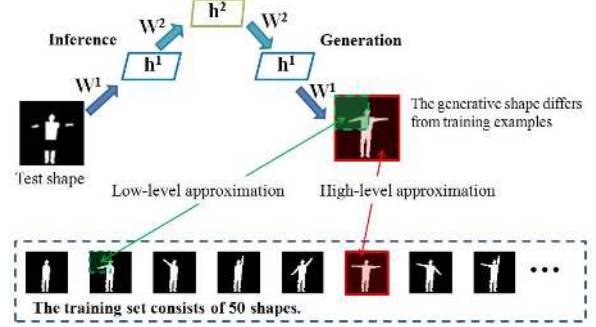 h²
W² W²
Inference Generation
h¹ h¹
W¹ W¹
The generative shape differs
from training examples
Test shape
Low-level approximation High-level approximation
•••
The training set consists of 50 shapes.